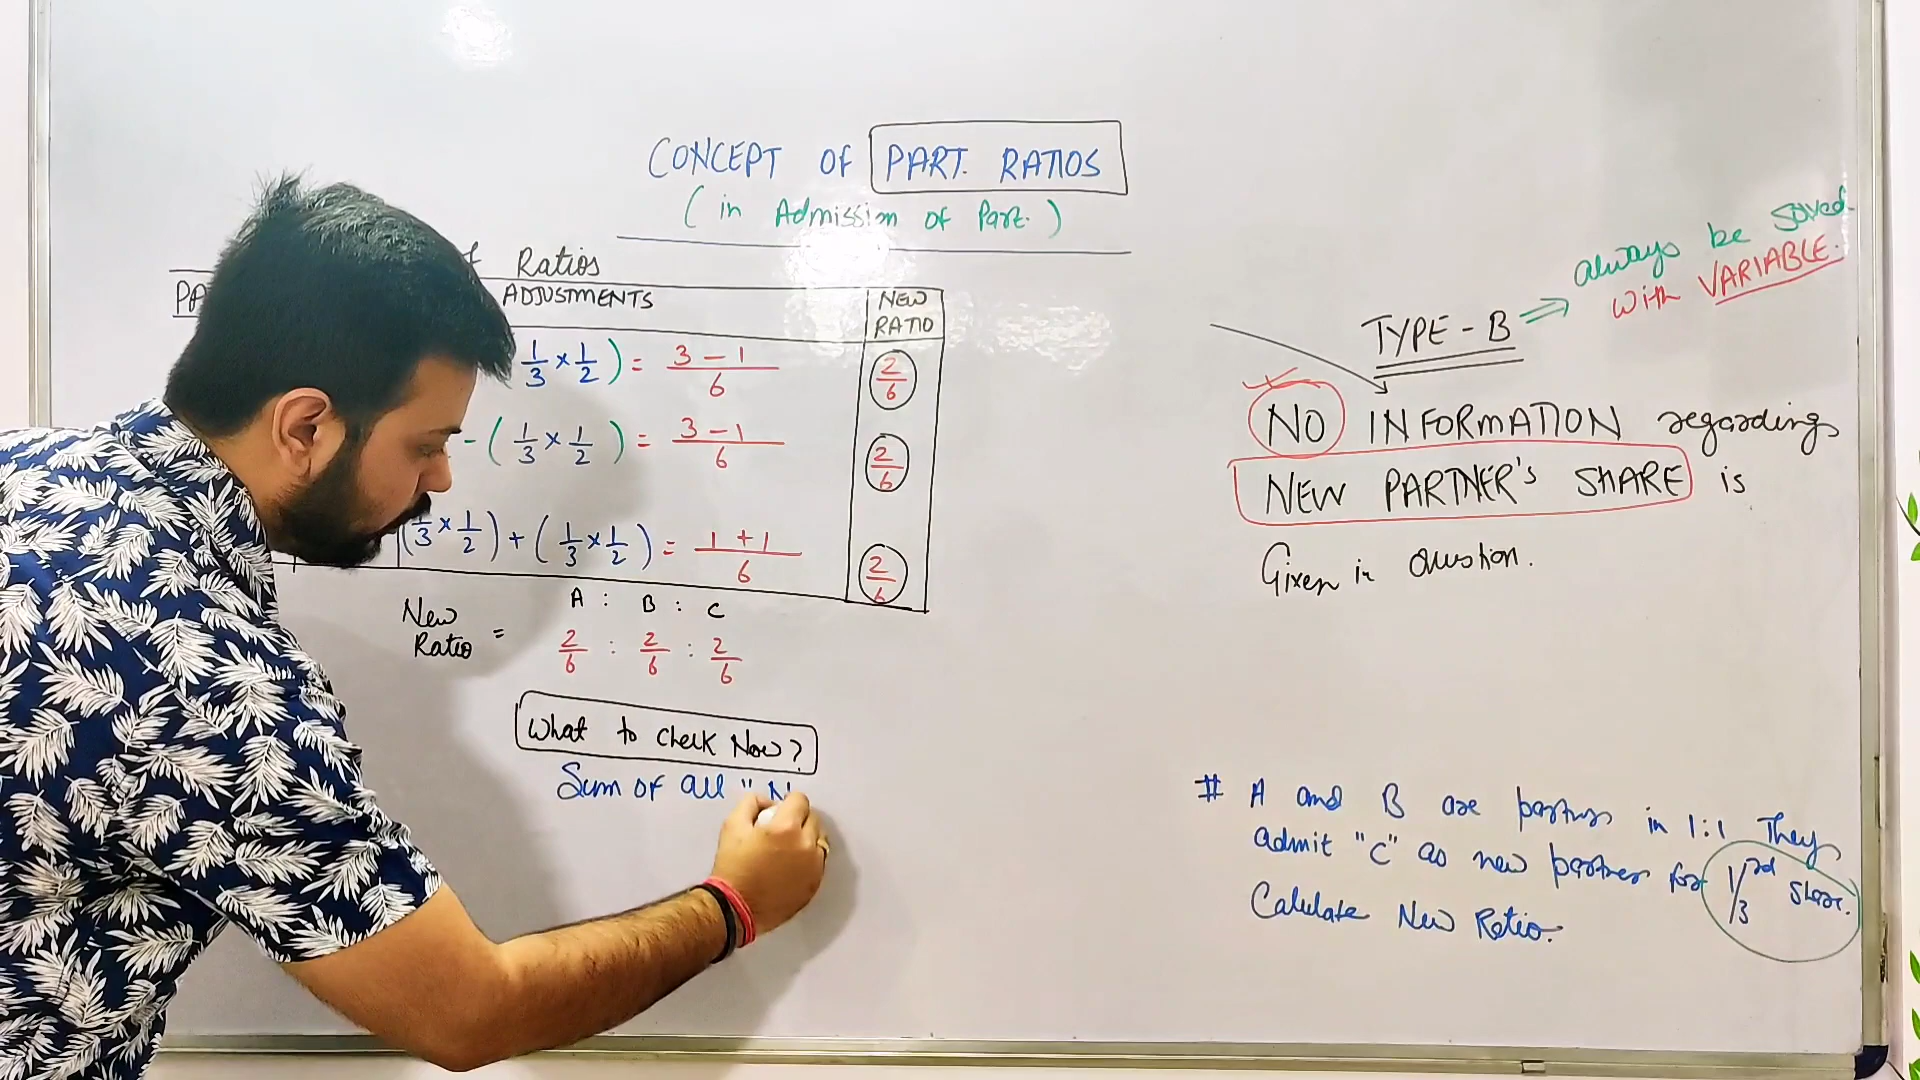 CONCEPT OF PART. RATIOS
(in Admission of Part.)
Ratios
PA ADJUSTMENTS NEW RATIO
1/3 × 1/2) = 3 - 1/6 2/6
- (1/3 × 1/2) = 3 - 1/6 2/6
(1/3 × 1/2) + (1/3 × 1/2) = 1 + 1/6 2/6
A : B : C
New Ratio = 2/6 : 2/6 : 2/6
What to check Now?
Sum of all " N
TYPE - B ⇒ always be solved
with VARIABLE.
NO INFORMATION regarding
NEW PARTNER'S SHARE is
Given in question.
# A and B are partners in 1:1 They
admit "C" as new partner for 1/3rd share.
Calulate New Ratio.